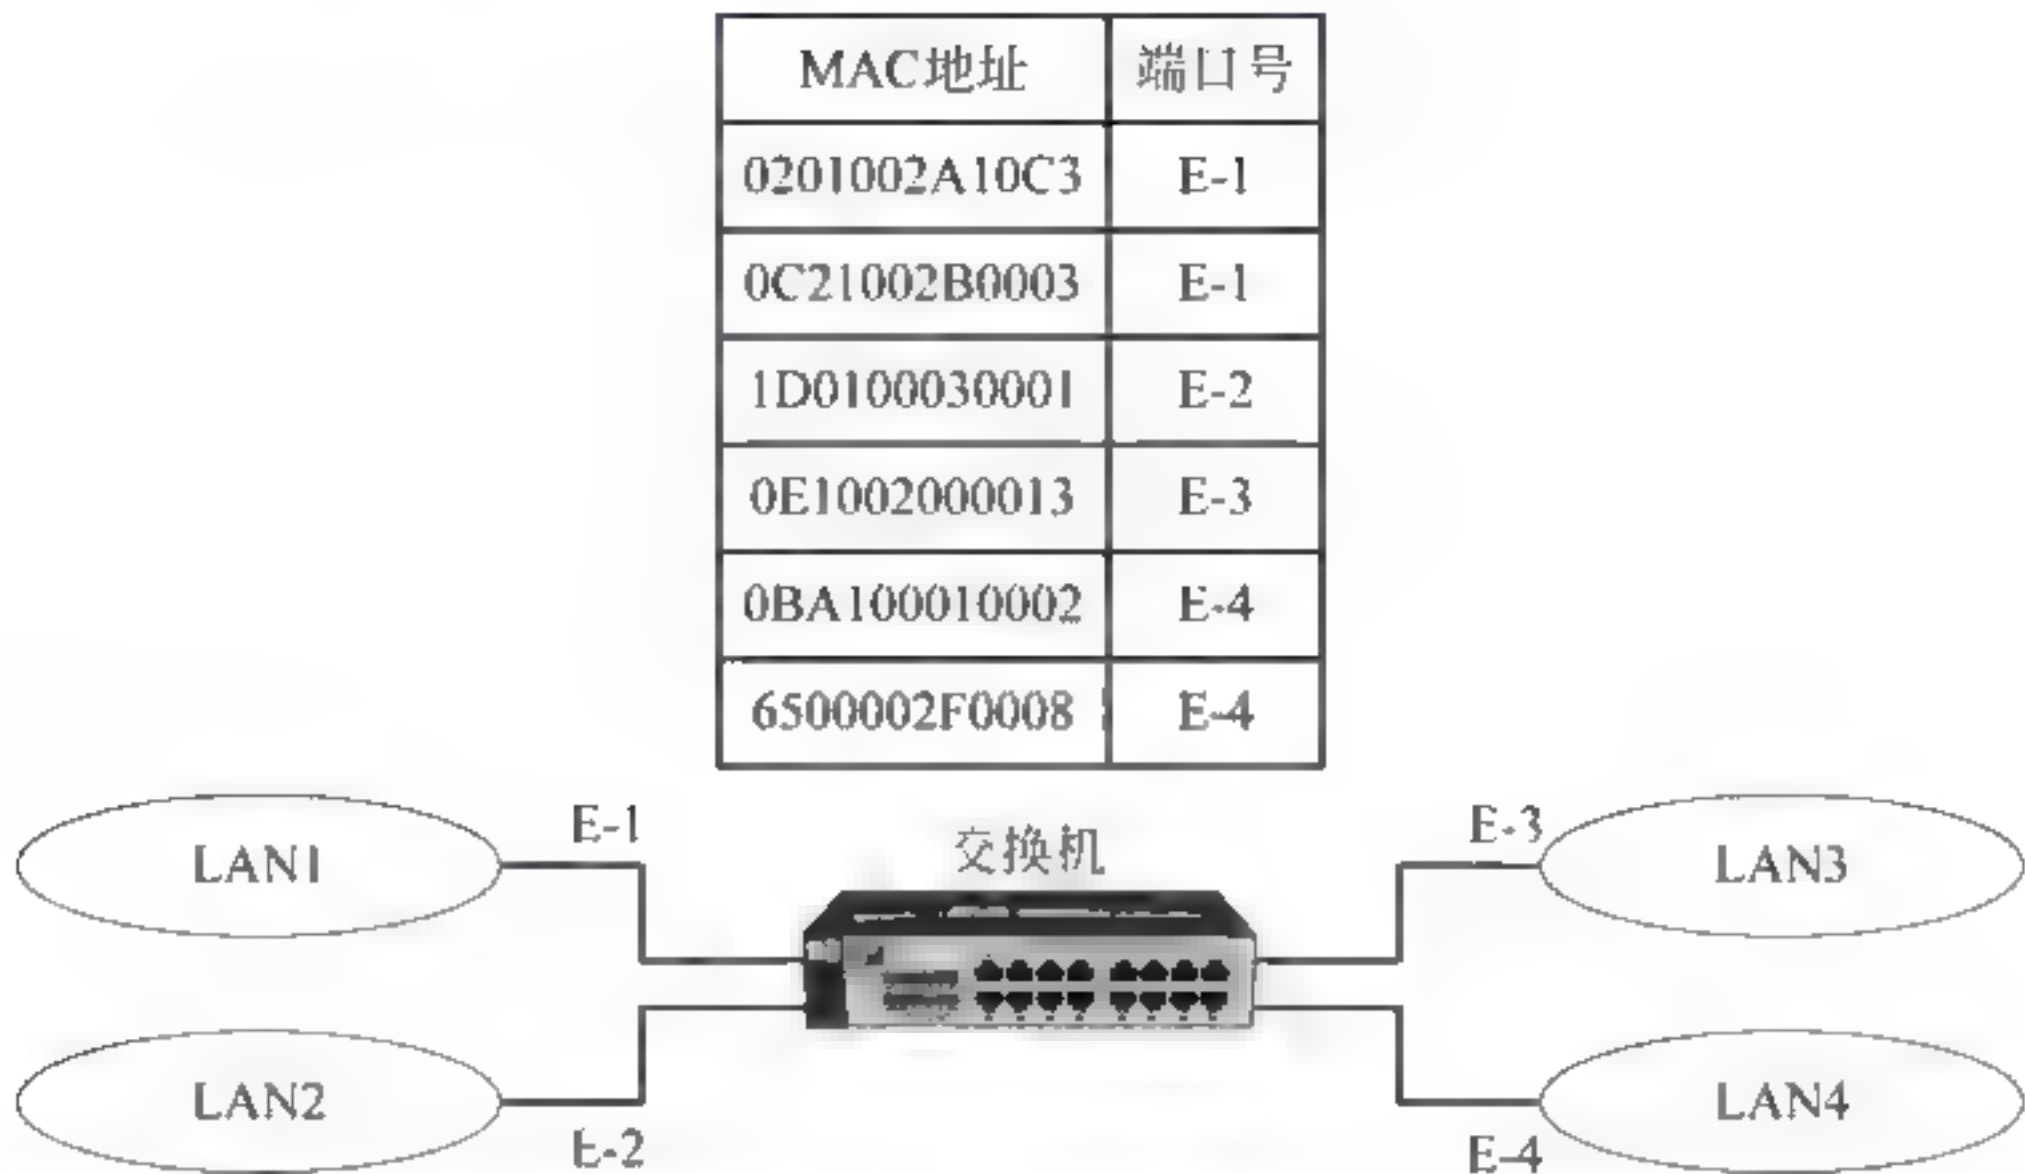 MAC地址 端口号
0201002A10C3 E-1
0C21002B0003 E-1
1D0100030001 E-2
0E1002000013 E-3
0BA100010002 E-4
6500002F0008 E-4
E-1 交换机 E-3
LAN1 LAN3
LAN2 LAN4
E-2 E-4